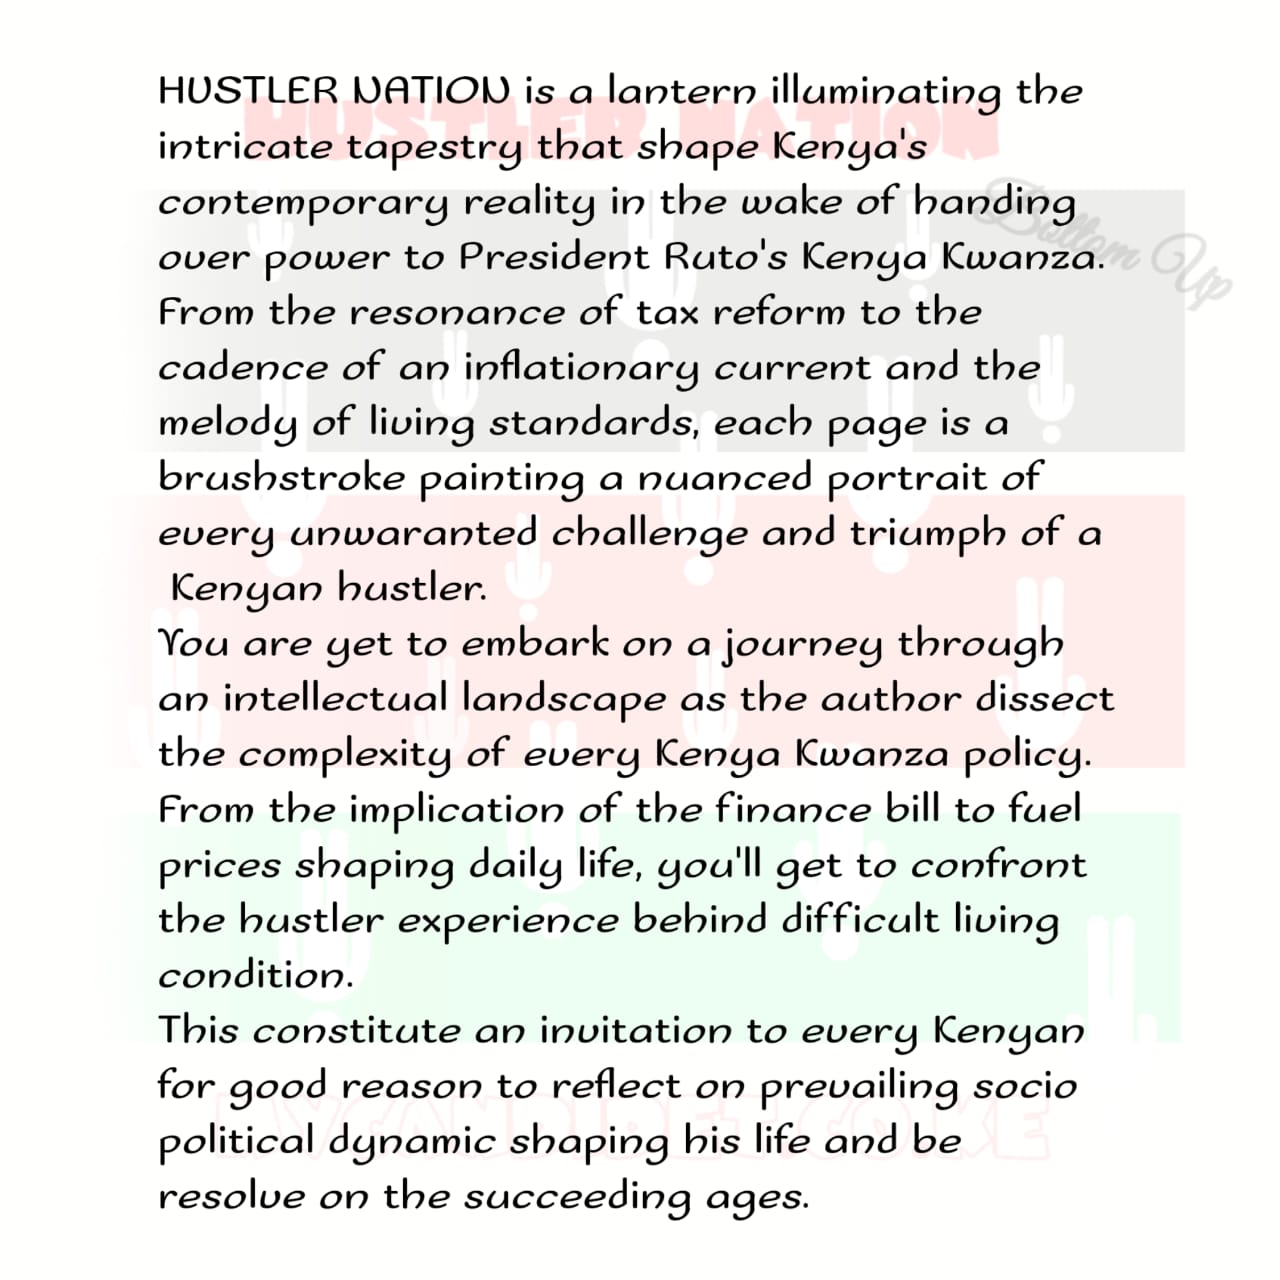 HUSTLER NATION is a lantern illuminating the
intricate tapestry that shape Kenya's
contemporary reality in the wake of handing
over power to President Ruto's Kenya Kwanza.
From the resonance of tax reform to the
cadence of an inflationary current and the
melody of living standards, each page is a
brushstroke painting a nuanced portrait of
every unwaranted challenge and triumph of a
Kenyan hustler.
You are yet to embark on a journey through
an intellectual landscape as the author dissect
the complexity of every Kenya Kwanza policy.
From the implication of the finance bill to fuel
prices shaping daily life, you'll get to confront
the hustler experience behind difficult living
condition.
This constitute an invitation to every Kenyan
for good reason to reflect on prevailing socio
political dynamic shaping his life and be
resolve on the succeeding ages.
HUSTLER NATION
Bottom Up